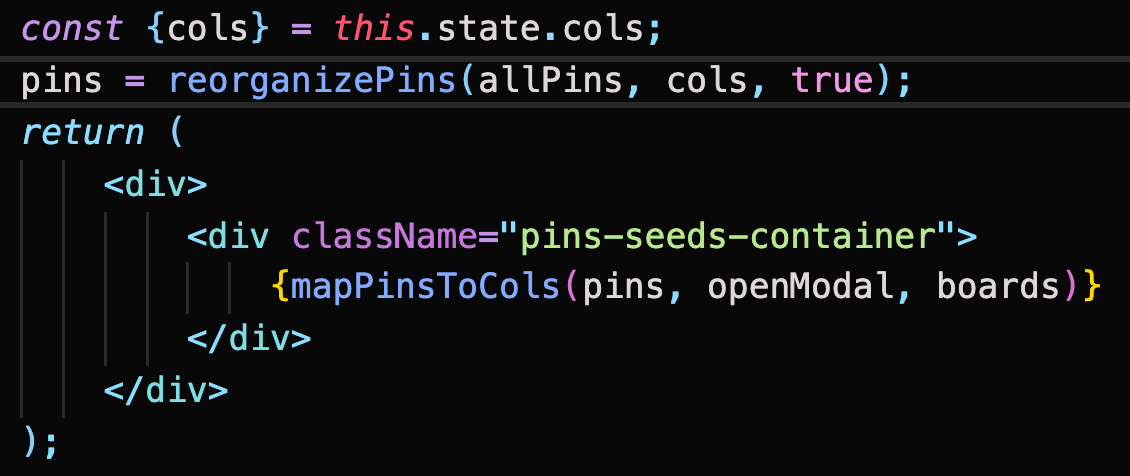 const {cols} = this.state.cols;
pins = reorganizePins(allPins, cols, true);
return (
<div>
<div className="pins-seeds-container">
{mapPinsToCols(pins, openModal, boards)}
</div>
</div>
);